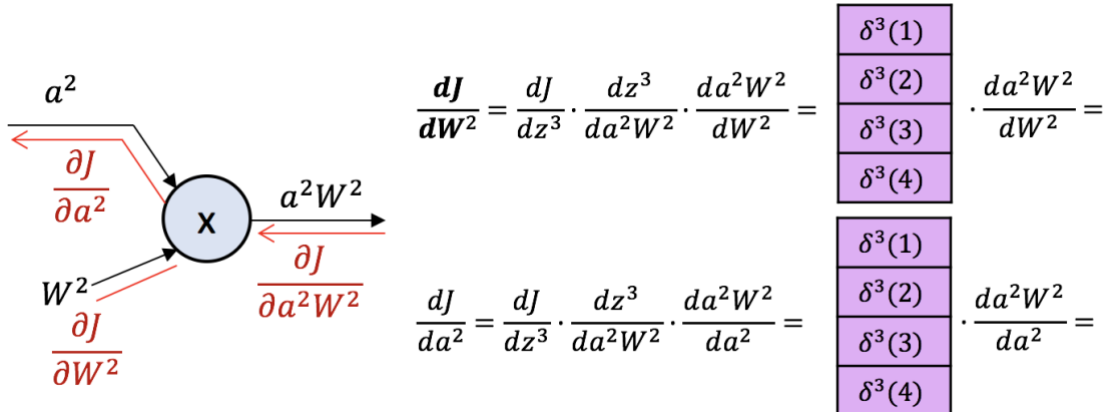 a²
∂J/∂a²
x
a²W²
∂J/∂a²W²
W²
∂J/∂W²
dJ/dW² = dJ/dz³ · dz³/da²W² · da²W²/dW² =
δ³(1)
δ³(2)
δ³(3)
δ³(4)
· da²W²/dW² =
dJ/da² = dJ/dz³ · dz³/da²W² · da²W²/da² =
δ³(1)
δ³(2)
δ³(3)
δ³(4)
· da²W²/da² =